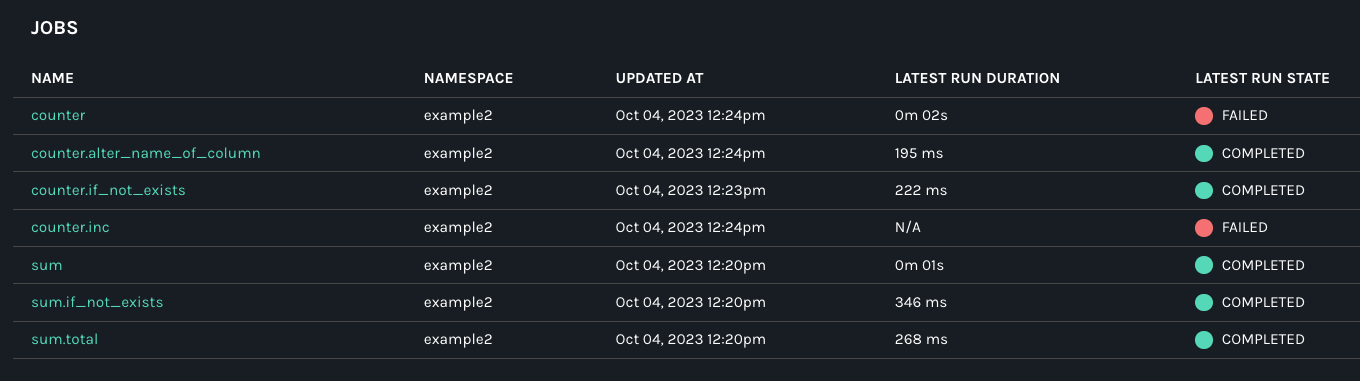 JOBS
NAME NAMESPACE UPDATED AT LATEST RUN DURATION LATEST RUN STATE
counter example2 Oct 04, 2023 12:24pm 0m 02s FAILED
counter.alter_name_of_column example2 Oct 04, 2023 12:24pm 195 ms COMPLETED
counter.if_not_exists example2 Oct 04, 2023 12:23pm 222 ms COMPLETED
counter.inc example2 Oct 04, 2023 12:24pm N/A FAILED
sum example2 Oct 04, 2023 12:20pm 0m 01s COMPLETED
sum.if_not_exists example2 Oct 04, 2023 12:20pm 346 ms COMPLETED
sum.total example2 Oct 04, 2023 12:20pm 268 ms COMPLETED